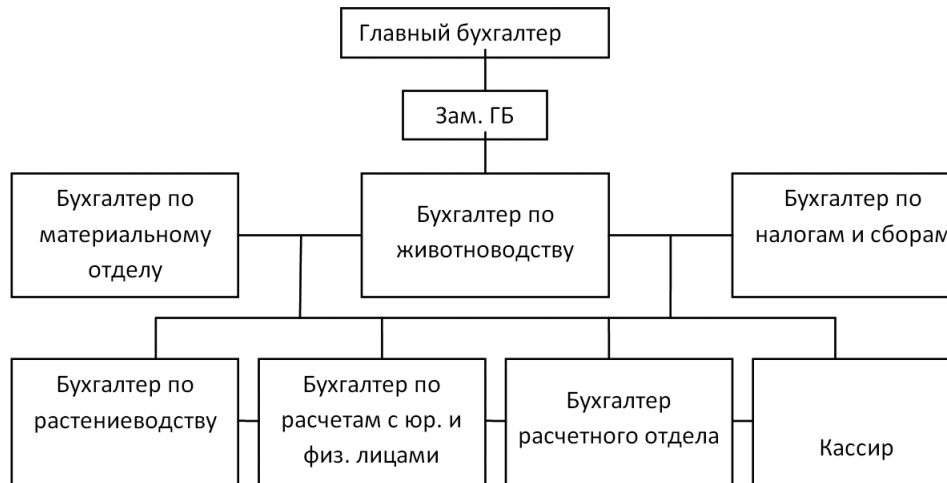 Главный бухгалтер
Зам. ГБ
Бухгалтер по
материальному
отделу
Бухгалтер по
животноводству
Бухгалтер по
налогам и сборам
Бухгалтер по
растениеводству
Бухгалтер по
расчетам с юр. и
физ. лицами
Бухгалтер
расчетного отдела
Кассир